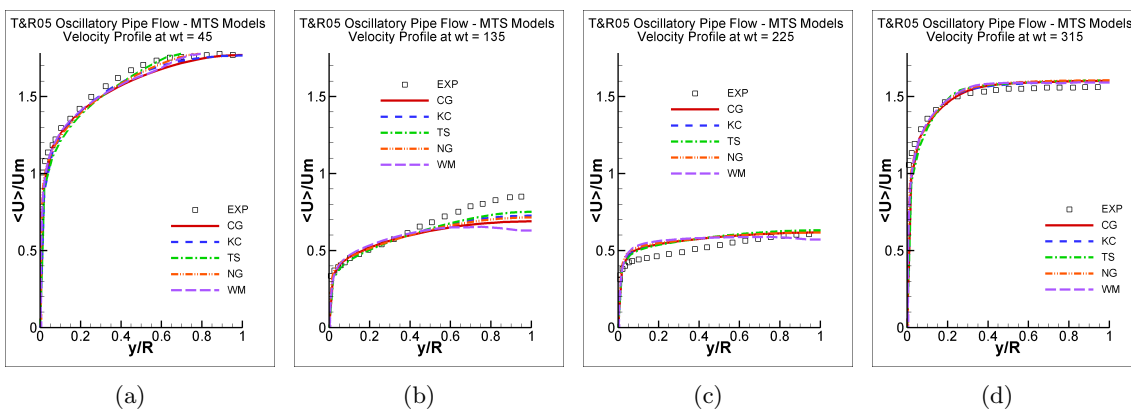 T&R05 Oscillatory Pipe Flow - MTS Models
Velocity Profile at wt = 45
<U>/Um
1.5
1
0.5
0
EXP
CG
KC
TS
NG
WM
0 0.2 0.4 0.6 0.8 1
y/R
(a)
T&R05 Oscillatory Pipe Flow - MTS Models
Velocity Profile at wt = 135
<U>/Um
1.5
1
0.5
0
EXP
CG
KC
TS
NG
WM
0 0.2 0.4 0.6 0.8 1
y/R
(b)
T&R05 Oscillatory Pipe Flow - MTS Models
Velocity Profile at wt = 225
<U>/Um
1.5
1
0.5
0
EXP
CG
KC
TS
NG
WM
0 0.2 0.4 0.6 0.8 1
y/R
(c)
T&R05 Oscillatory Pipe Flow - MTS Models
Velocity Profile at wt = 315
<U>/Um
1.5
1
0.5
0
EXP
CG
KC
TS
NG
WM
0 0.2 0.4 0.6 0.8 1
y/R
(d)